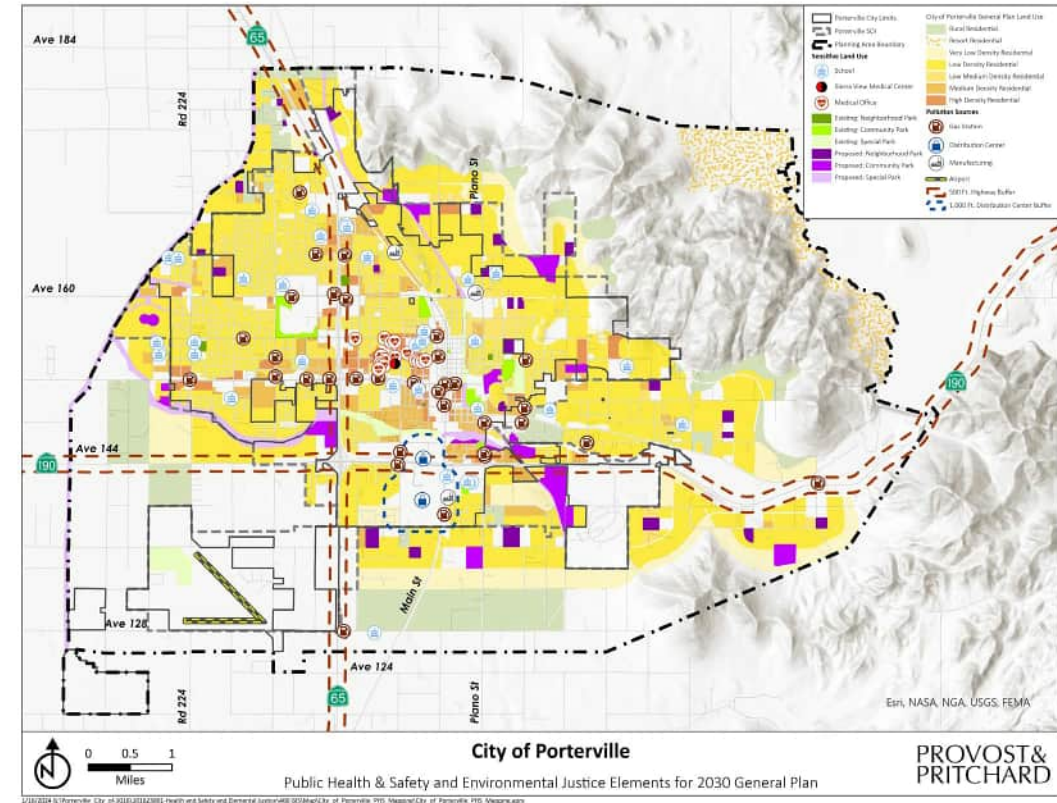 Ave 184
65
Rd 224
Plano St
Ave 160
190
Ave 144
190
Main St
Ave 128
Ave 124
Rd 224
65
Plano St
Porterville City Limits
Porterville SOI
Planning Area Boundary
Sensitive Land Use
School
Sierra View Medical Center
Medical Office
Existing: Neighborhood Park
Existing: Community Park
Existing: Special Park
Proposed: Neighborhood Park
Proposed: Community Park
Proposed: Special Park
City of Porterville General Plan Land Use
Rural Residential
Resort Residential
Very Low Density Residential
Low Density Residential
Low Medium Density Residential
Medium Density Residential
High Density Residential
Pollution Sources
Gas Station
Distribution Center
Manufacturing
Airport
500 Ft. Highway Buffer
1,000 Ft. Distribution Center Buffer
Esri, NASA, NGA, USGS, FEMA
N
0 0.5 1
Miles
City of Porterville
Public Health & Safety and Environmental Justice Elements for 2030 General Plan
PROVOST&
PRITCHARD